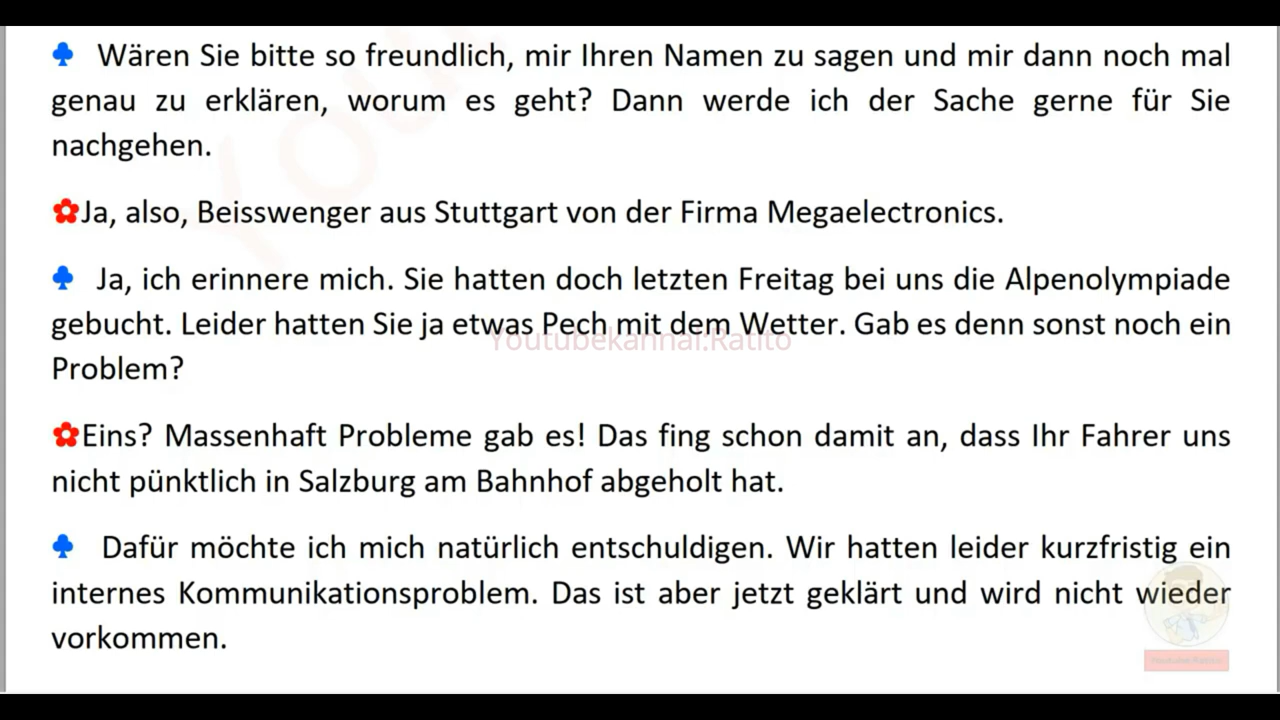 ♣ Wären Sie bitte so freundlich, mir Ihren Namen zu sagen und mir dann noch mal
genau zu erklären, worum es geht? Dann werde ich der Sache gerne für Sie
nachgehen.
✿Ja, also, Beisswenger aus Stuttgart von der Firma Megaelectronics.
♣ Ja, ich erinnere mich. Sie hatten doch letzten Freitag bei uns die Alpenolympiade
gebucht. Leider hatten Sie ja etwas Pech mit dem Wetter. Gab es denn sonst noch ein
Youtubekannal:Ratito
Problem?
✿Eins? Massenhaft Probleme gab es! Das fing schon damit an, dass Ihr Fahrer uns
nicht pünktlich in Salzburg am Bahnhof abgeholt hat.
♣ Dafür möchte ich mich natürlich entschuldigen. Wir hatten leider kurzfristig ein
internes Kommunikationsproblem. Das ist aber jetzt geklärt und wird nicht wieder
vorkommen.